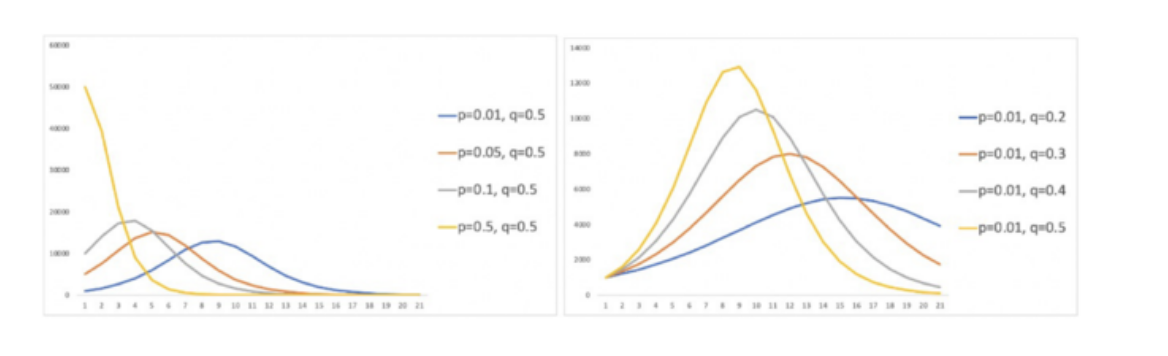 60000
50000
40000
30000
20000
10000
0
1 2 3 4 5 6 7 8 9 10 11 12 13 14 15 16 17 18 19 20 21
p=0.01, q=0.5
p=0.05, q=0.5
p=0.1, q=0.5
p=0.5, q=0.5
14000
12000
10000
8000
6000
4000
2000
0
1 2 3 4 5 6 7 8 9 10 11 12 13 14 15 16 17 18 19 20 21
p=0.01, q=0.2
p=0.01, q=0.3
p=0.01, q=0.4
p=0.01, q=0.5